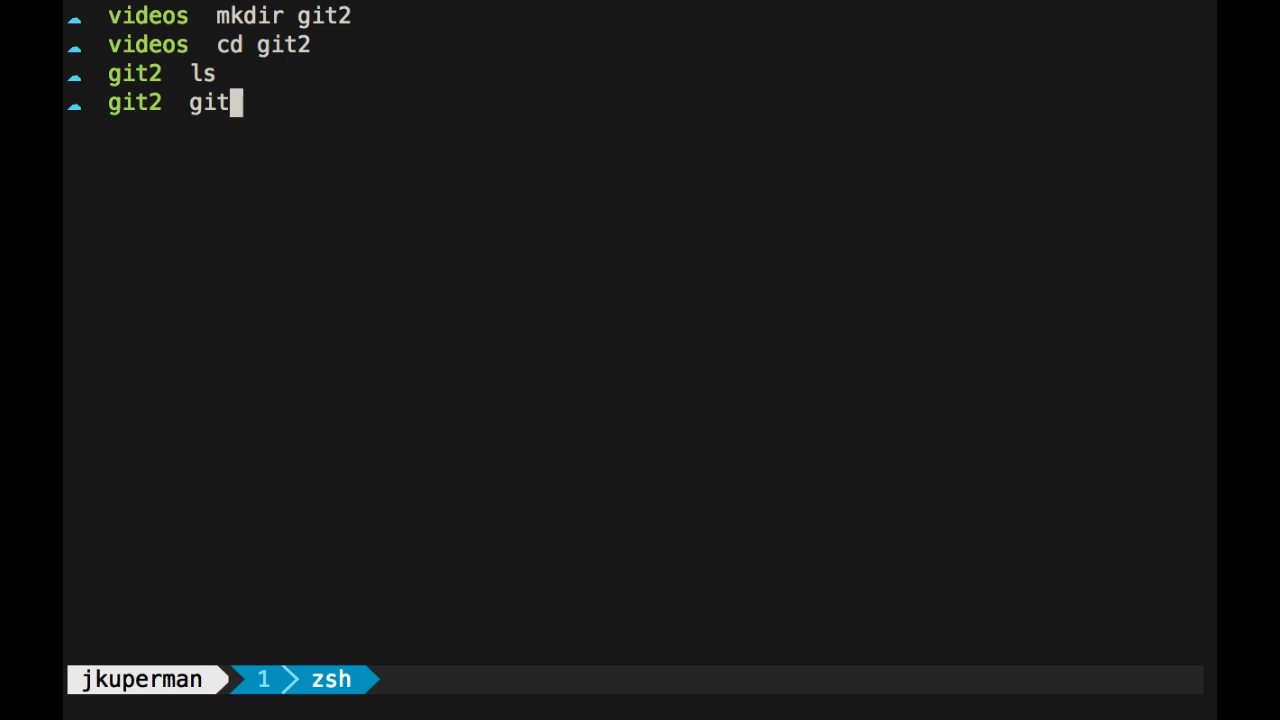 videos mkdir git2
videos cd git2
git2 ls
git2 git
jkuperman 1 zsh